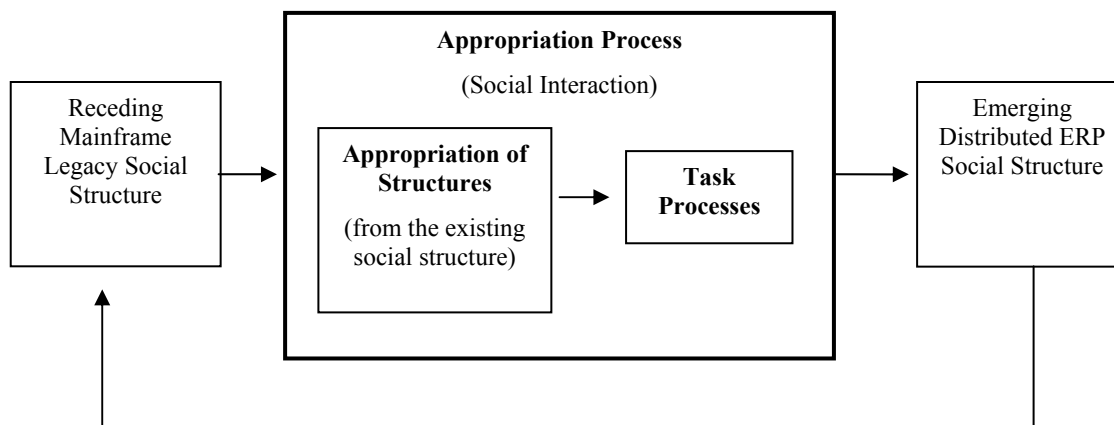 Appropriation Process
(Social Interaction)
Receding
Mainframe
Legacy Social
Structure
Appropriation of
Structures
(from the existing
social structure)
Task
Processes
Emerging
Distributed ERP
Social Structure